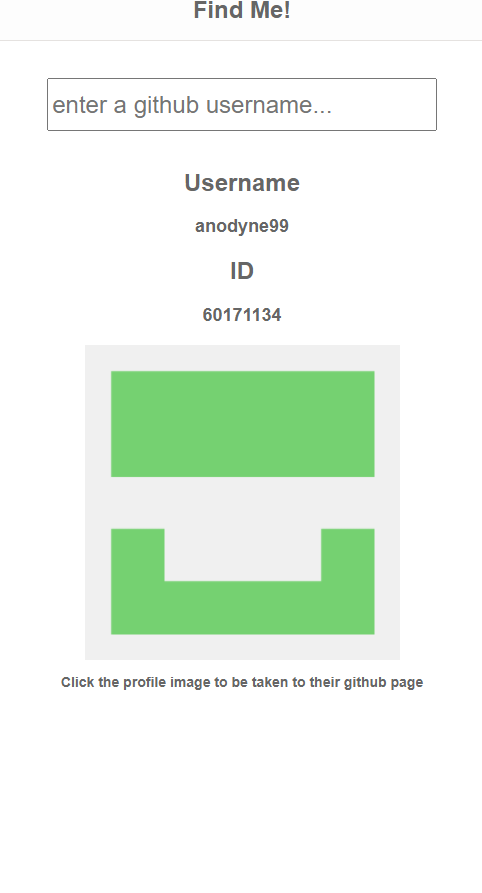 Find Me!
enter a github username...
Username
anodyne99
ID
60171134
Click the profile image to be taken to their github page